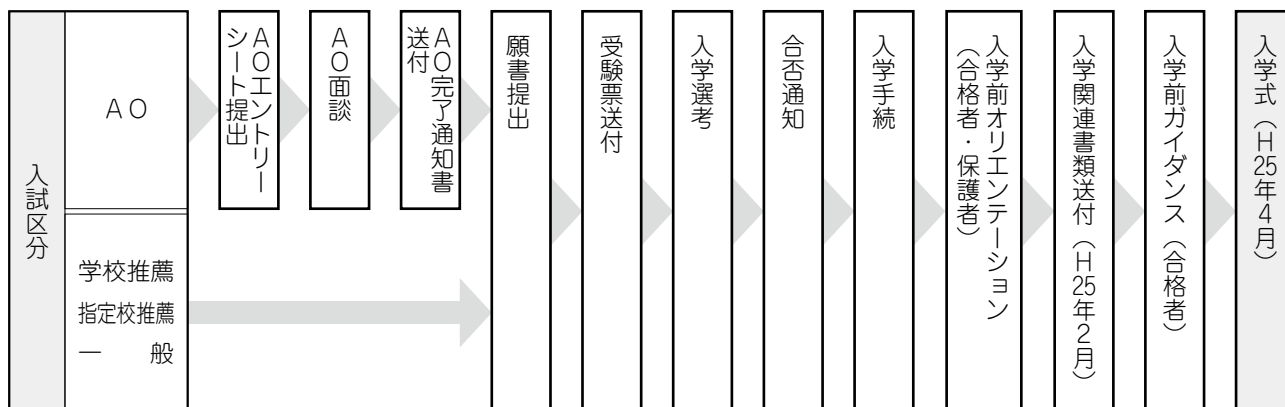 入試区分
AO
学校推薦
指定校推薦
一　般
AOエントリー
シート提出
AO面談
AO完了通知書
送付
願書提出
受験票送付
入学選考
合否通知
入学手続
入学前オリエンテーション
（合格者・保護者）
入学関連書類送付（H25年2月）
入学前ガイダンス（合格者）
入学式（H25年4月）